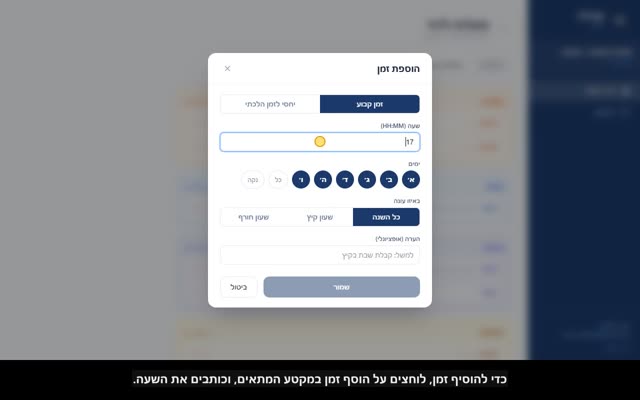 הוספת זמן
×
זמן קבוע
יחסי לזמן הלכתי
שעה (HH:MM)
17
ימים
א׳
ב׳
ג׳
ד׳
ה׳
ו׳
כל
נקה
באיזו עונה
כל השנה
שעון קיץ
שעון חורף
הערה (אופציונלי)
למשל: קבלת שבת בקיץ
שמור
ביטול
כדי להוסיף זמן, לוחצים על הוסף זמן במקטע המתאים, וכותבים את השעה.